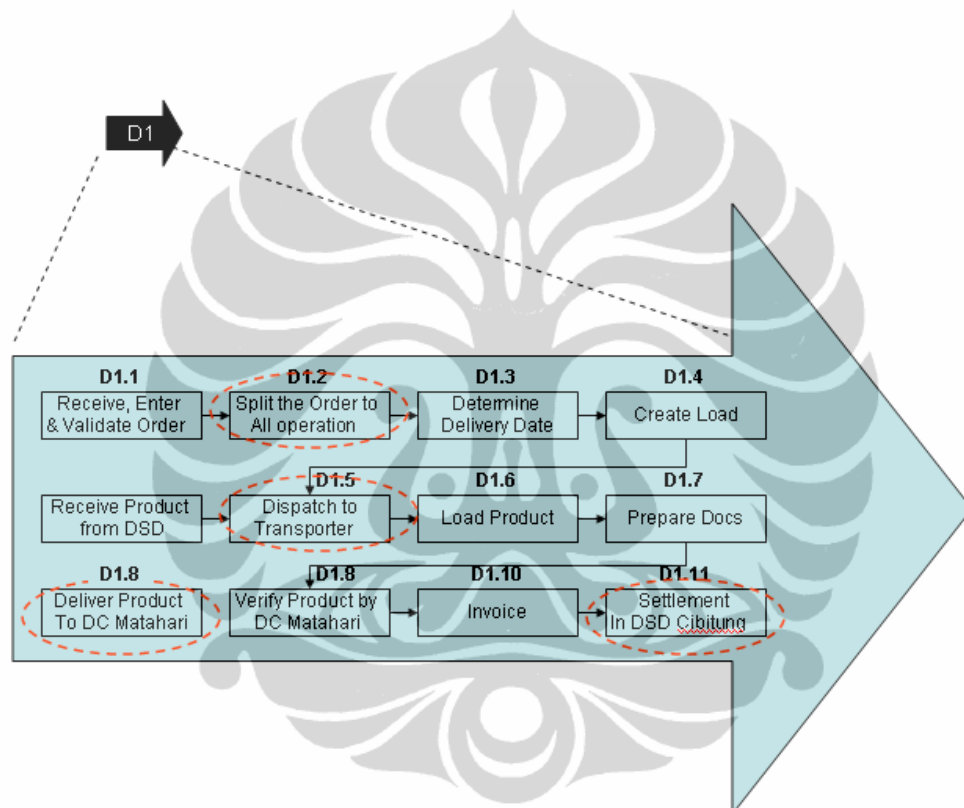 D1
D1.1
Receive, Enter
& Validate Order
D1.2
Split the Order to
All operation
D1.3
Determine
Delivery Date
D1.4
Create Load
Receive Product
from DSD
D1.5
Dispatch to
Transporter
D1.6
Load Product
D1.7
Prepare Docs
D1.8
Deliver Product
To DC Matahari
D1.8
Verify Product by
DC Matahari
D1.10
Invoice
D1.11
Settlement
In DSD Cibitung